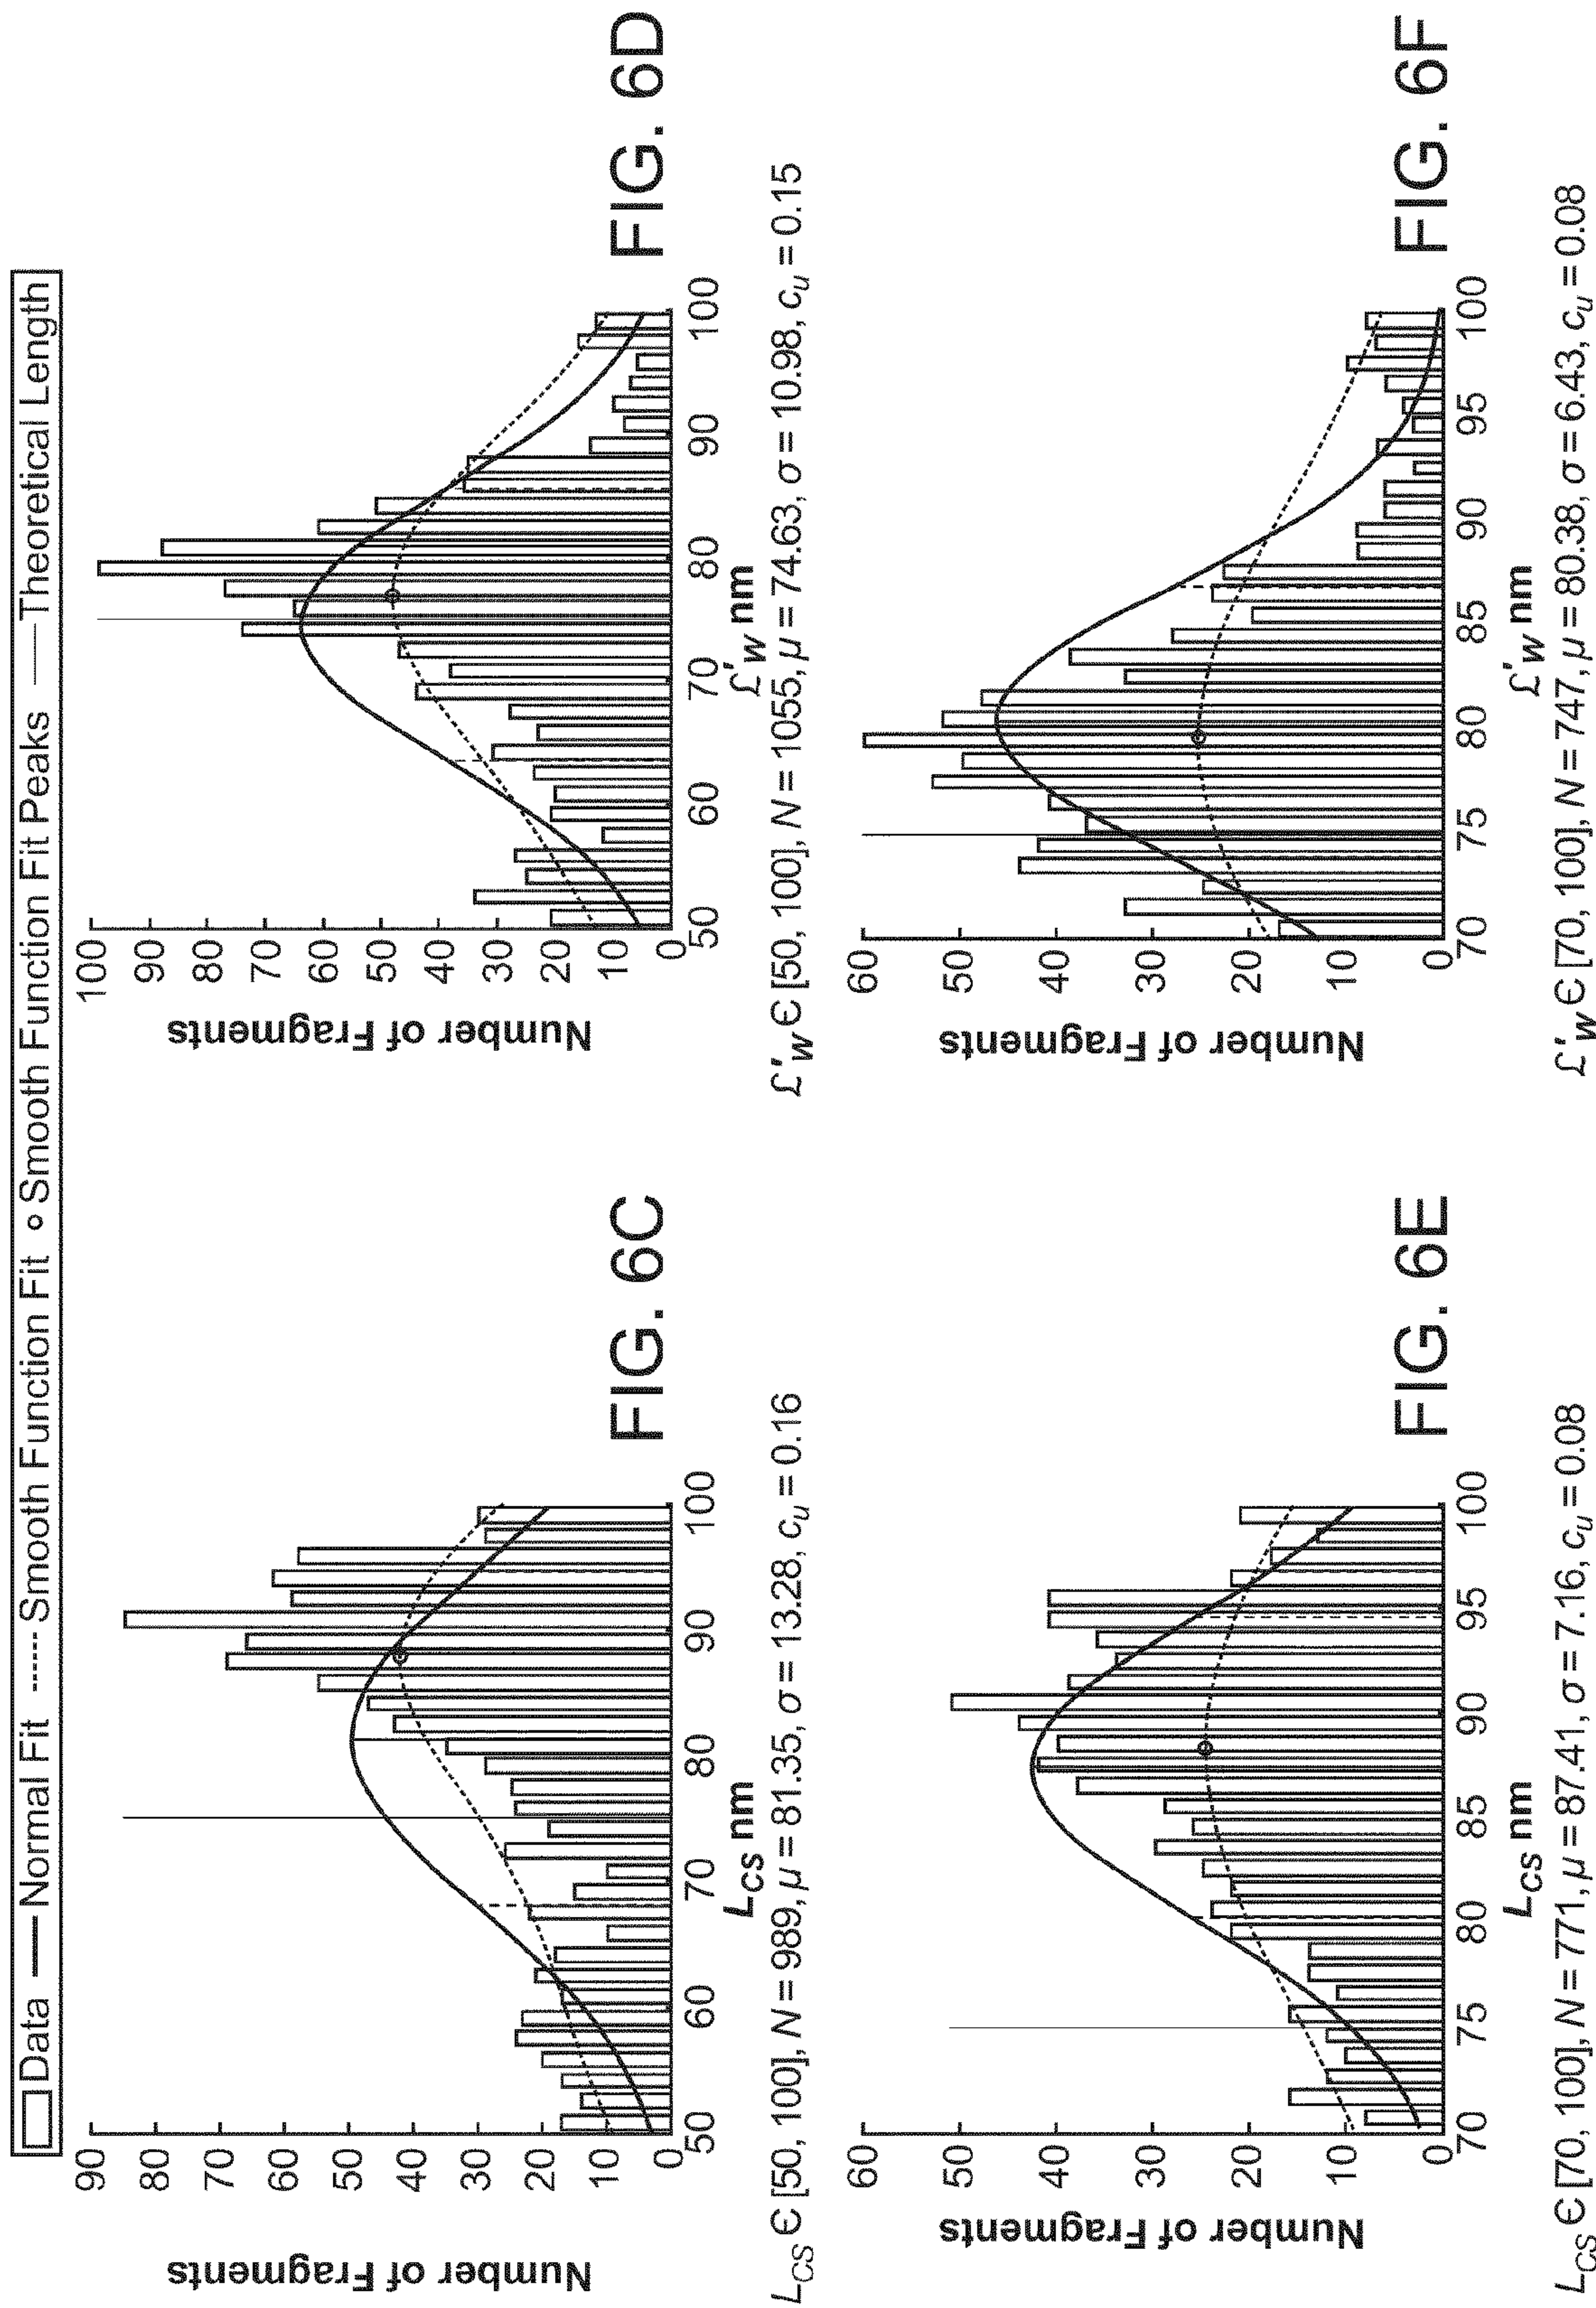 Data Normal Fit Smooth Function Fit Smooth Function Fit Peaks Theoretical Length
Number of Fragments
90
80
70
60
50
40
30
20
10
0
50 60 70 80 90 100
L_CS nm
L_CS Є [50, 100], N = 989, μ = 81.35, σ = 13.28, c_u = 0.16
FIG. 6C
Number of Fragments
100
90
80
70
60
50
40
30
20
10
0
50 60 70 80 90 100
£'_w nm
£'_w Є [50, 100], N = 1055, μ = 74.63, σ = 10.98, c_u = 0.15
FIG. 6D
Number of Fragments
60
50
40
30
20
10
0
70 75 80 85 90 95 100
L_CS nm
L_CS Є [70, 100], N = 771, μ = 87.41, σ = 7.16, c_u = 0.08
FIG. 6E
Number of Fragments
60
50
40
30
20
10
0
70 75 80 85 90 95 100
£'_w nm
£'_w Є [70, 100], N = 747, μ = 80.38, σ = 6.43, c_u = 0.08
FIG. 6F